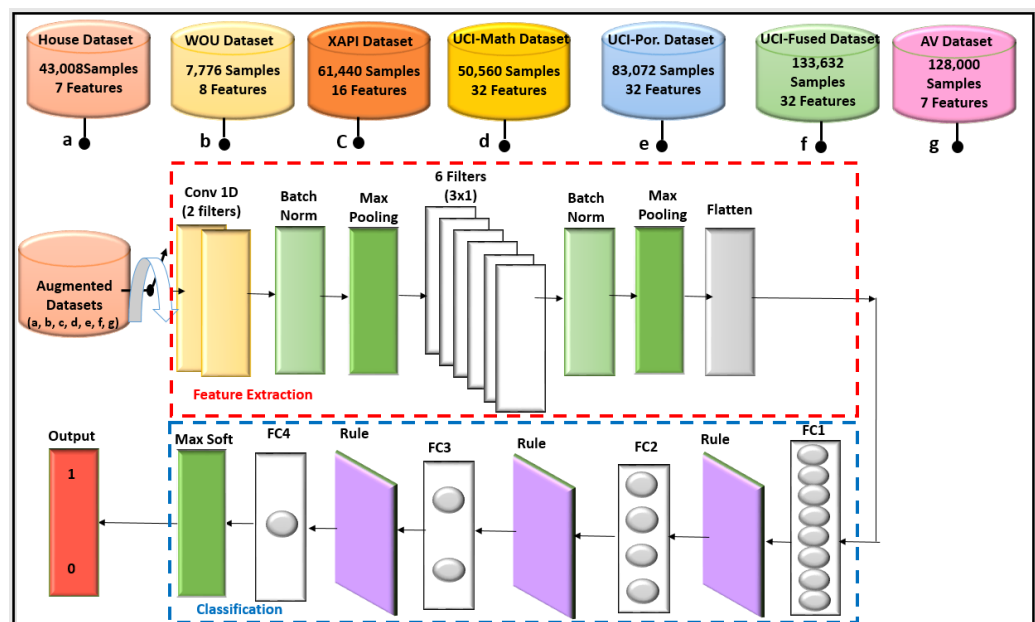 House Dataset
43,008Samples
7 Features
WOU Dataset
7,776 Samples
8 Features
XAPI Dataset
61,440 Samples
16 Features
UCI-Math Dataset
50,560 Samples
32 Features
UCI-Por. Dataset
83,072 Samples
32 Features
UCI-Fused Dataset
133,632
Samples
32 Features
AV Dataset
128,000
Samples
7 Features
a
b
C
d
e
f
g
Augmented
Datasets
(a, b, c, d, e, f, g)
Conv 1D
(2 filters)
Batch
Norm
Max
Pooling
6 Filters
(3x1)
Batch
Norm
Max
Pooling
Flatten
Feature Extraction
Output
1
0
Max Soft
FC4
Rule
FC3
Rule
FC2
Rule
FC1
Classification